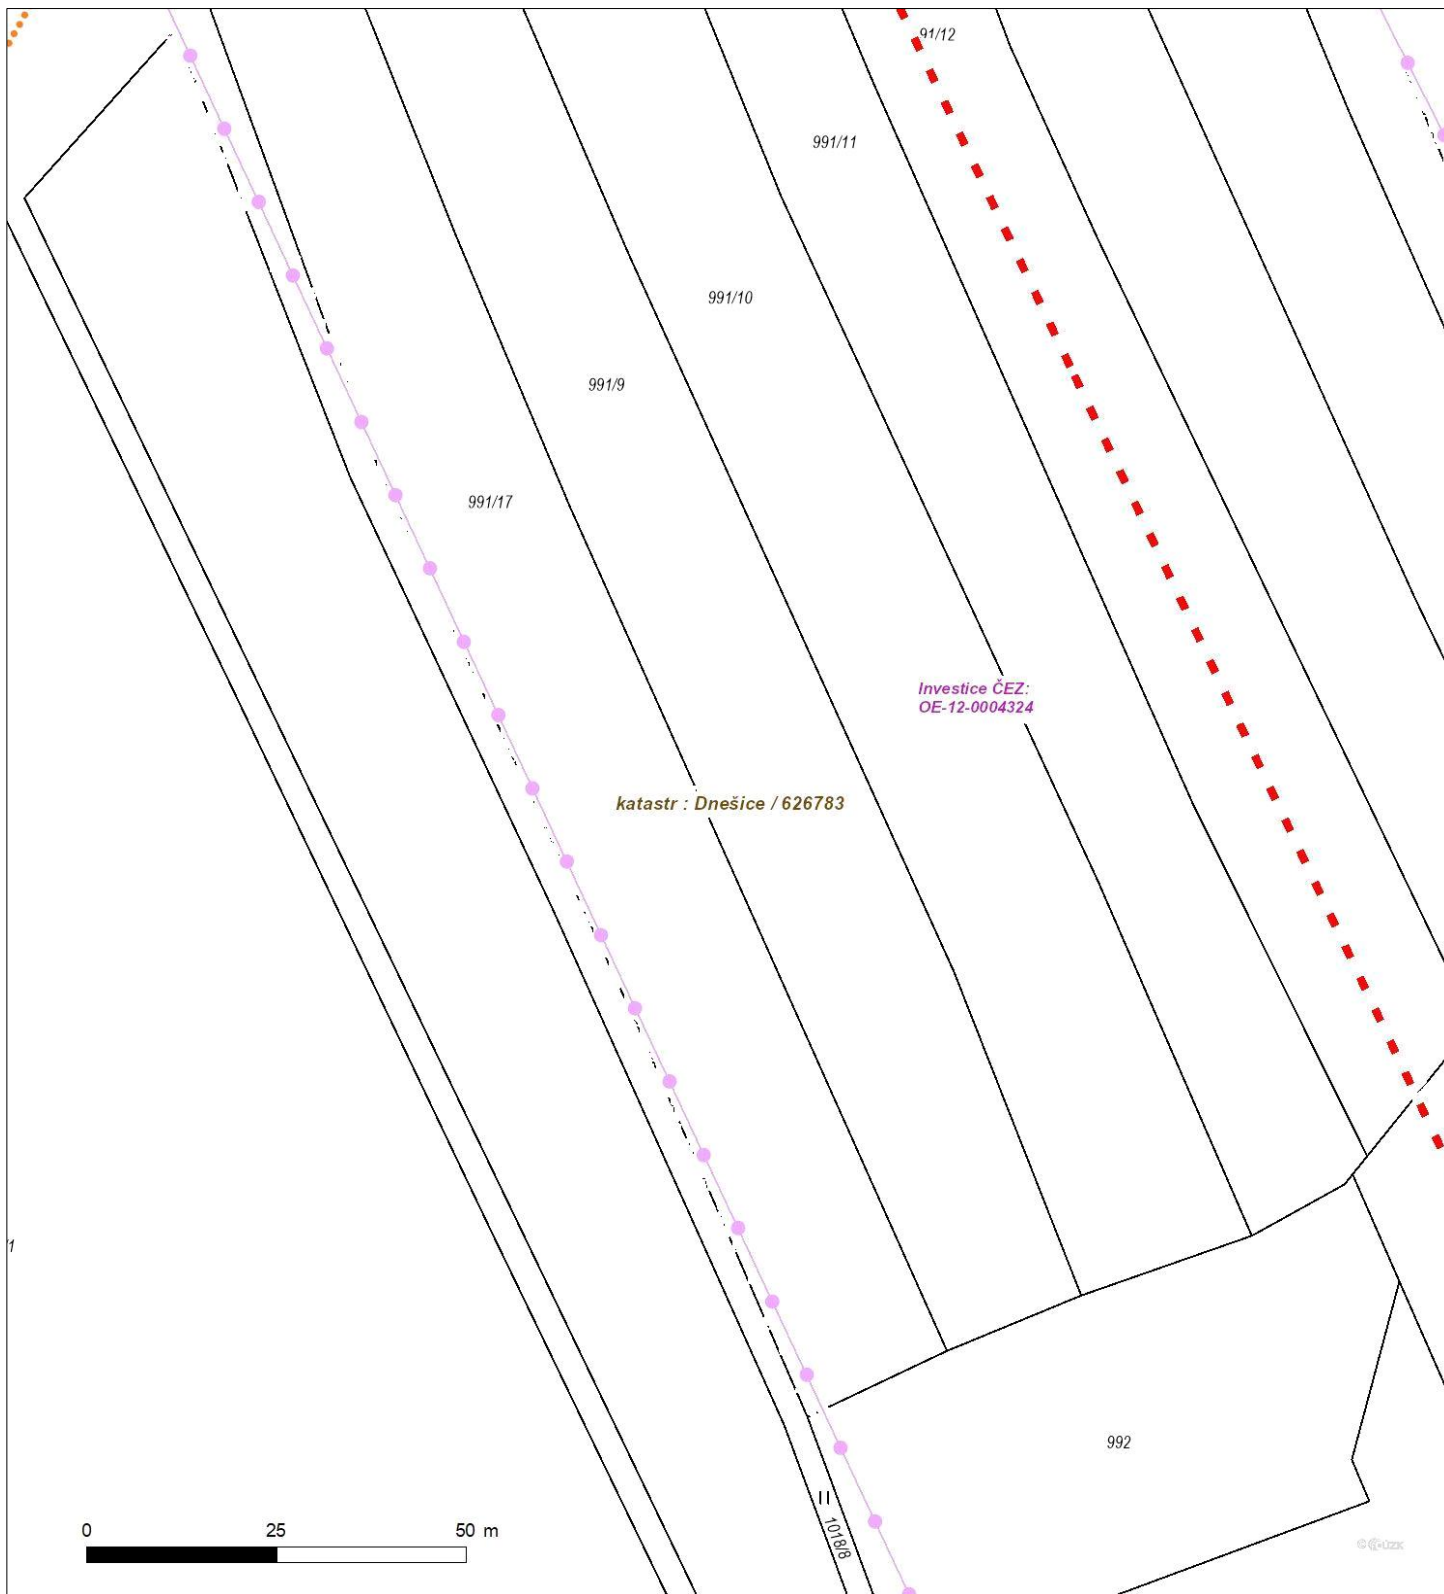 91/12
991/11
991/10
991/9
991/17
Investice ČEZ:
OE-12-0004324
katastr : Dnešice / 626783
/1
992
1018/8
0 25 50 m